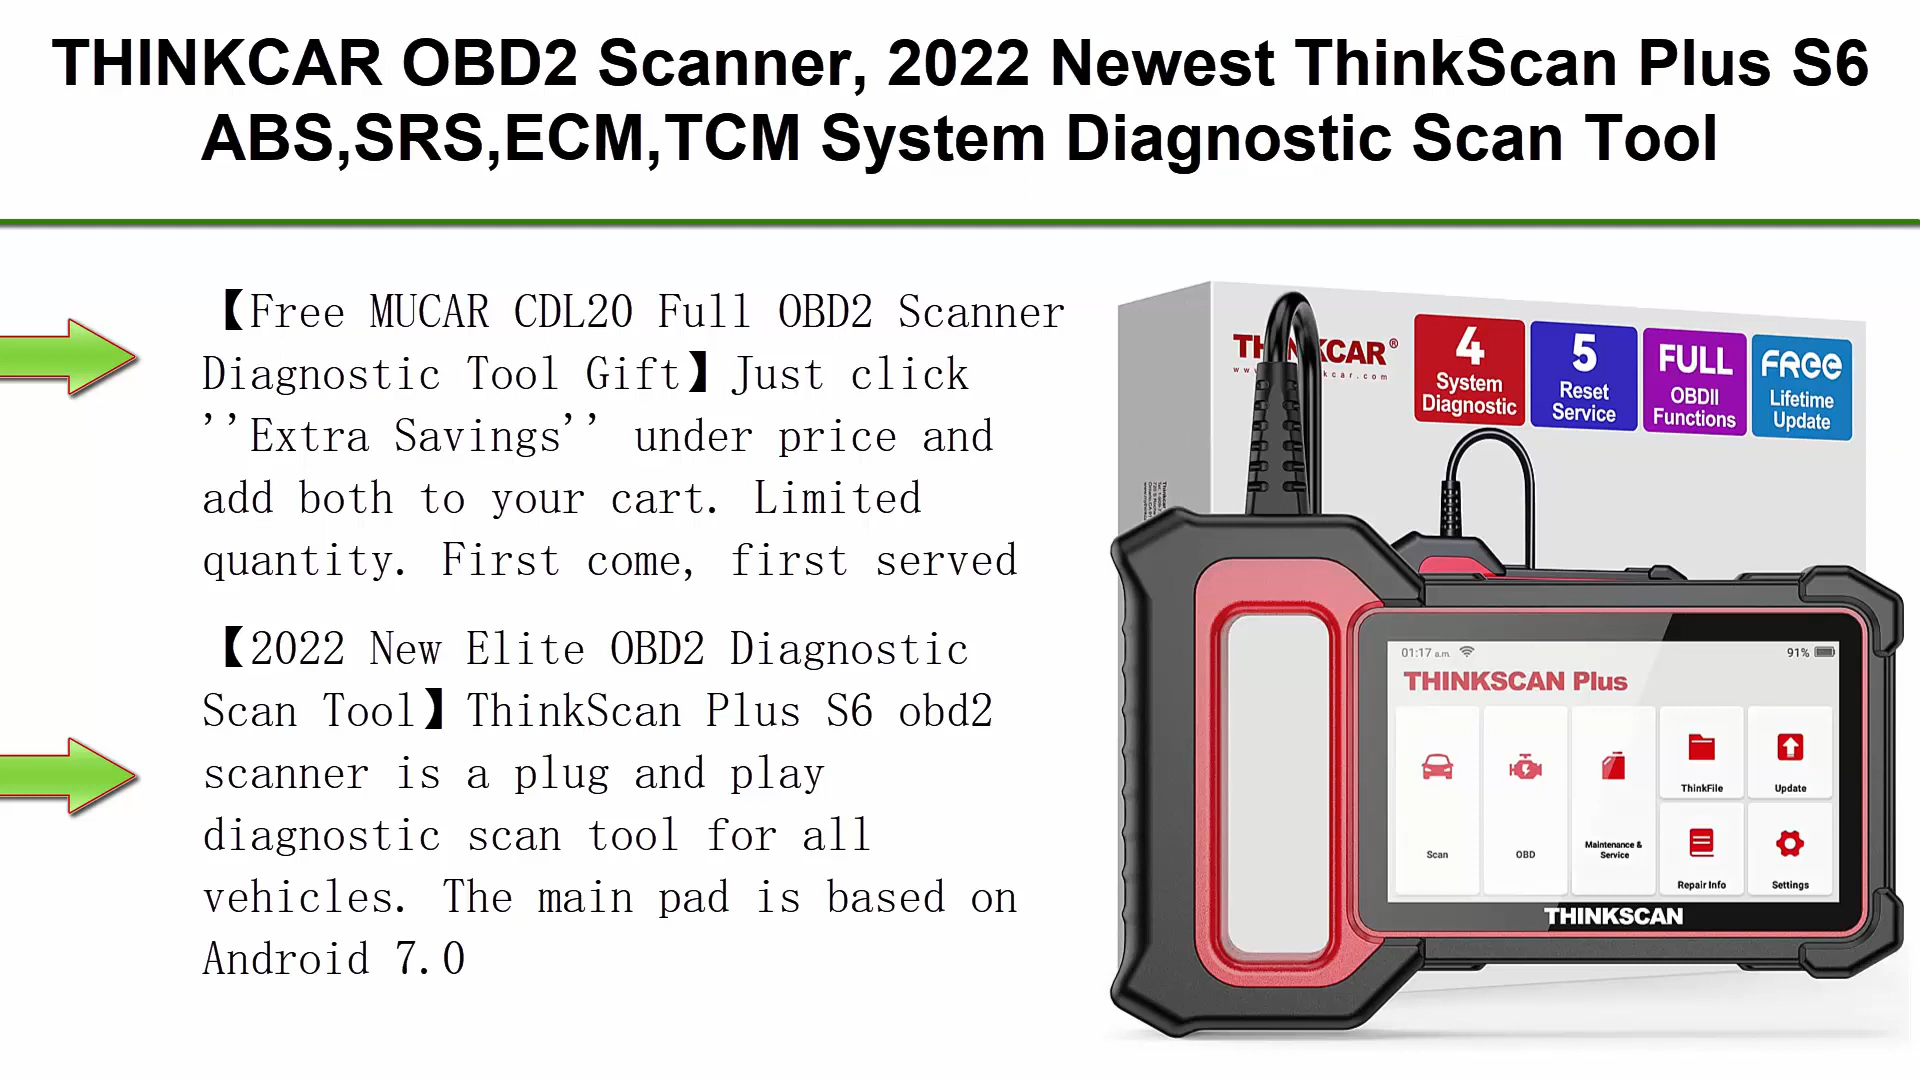 THINKCAR OBD2 Scanner, 2022 Newest ThinkScan Plus S6
ABS,SRS,ECM,TCM System Diagnostic Scan Tool
【Free MUCAR CDL20 Full OBD2 Scanner
Diagnostic Tool Gift】Just click
''Extra Savings'' under price and
add both to your cart. Limited
quantity. First come, first served
【2022 New Elite OBD2 Diagnostic
Scan Tool】ThinkScan Plus S6 obd2
scanner is a plug and play
diagnostic scan tool for all
vehicles. The main pad is based on
Android 7.0
THINKCAR®
4
System
Diagnostic
5
Reset
Service
FULL
OBDII
Functions
FREE
Lifetime
Update
01:17 a.m.
91%
THINKSCAN Plus
Scan
OBD
Maintenance &
Service
ThinkFile
Update
Repair Info
Settings
THINKSCAN